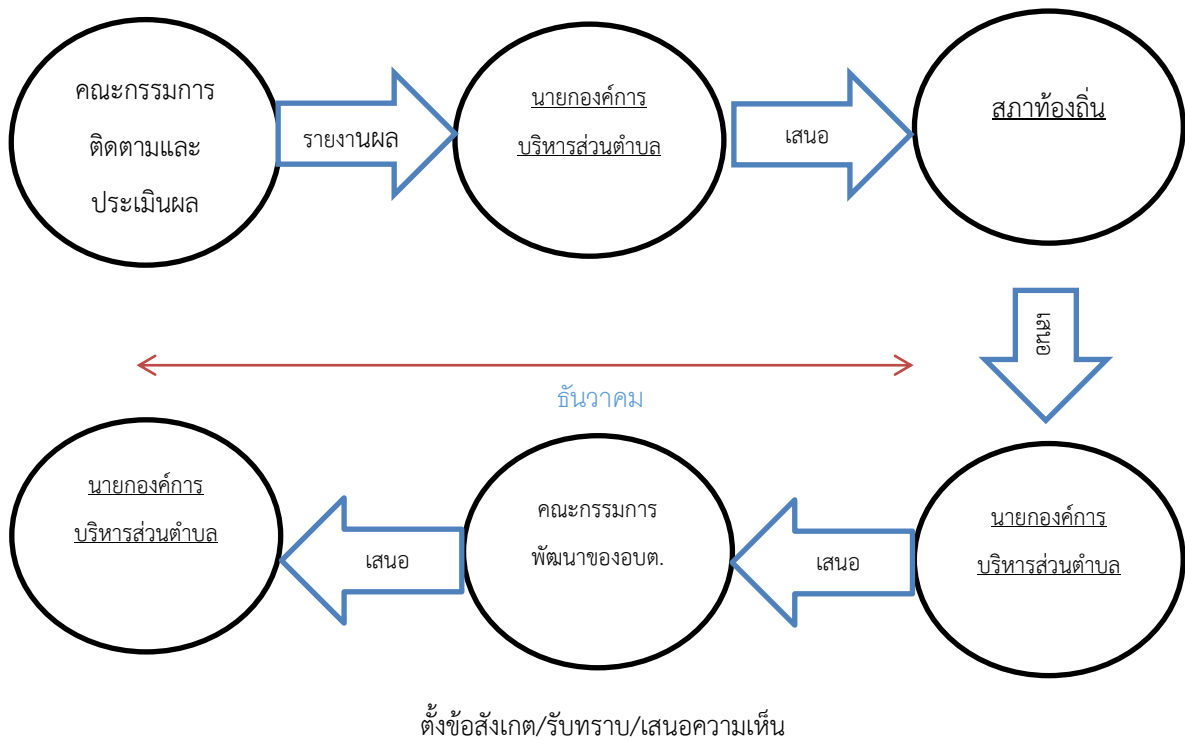 คณะกรรมการ
ติดตามและ
ประเมินผล
รายงานผล
นายกองค์การ
บริหารส่วนตำบล
เสนอ
สภาท้องถิ่น
เสนอ
ธันวาคม
นายกองค์การ
บริหารส่วนตำบล
เสนอ
คณะกรรมการ
พัฒนาของอบต.
เสนอ
นายกองค์การ
บริหารส่วนตำบล
ตั้งข้อสังเกต/รับทราบ/เสนอความเห็น